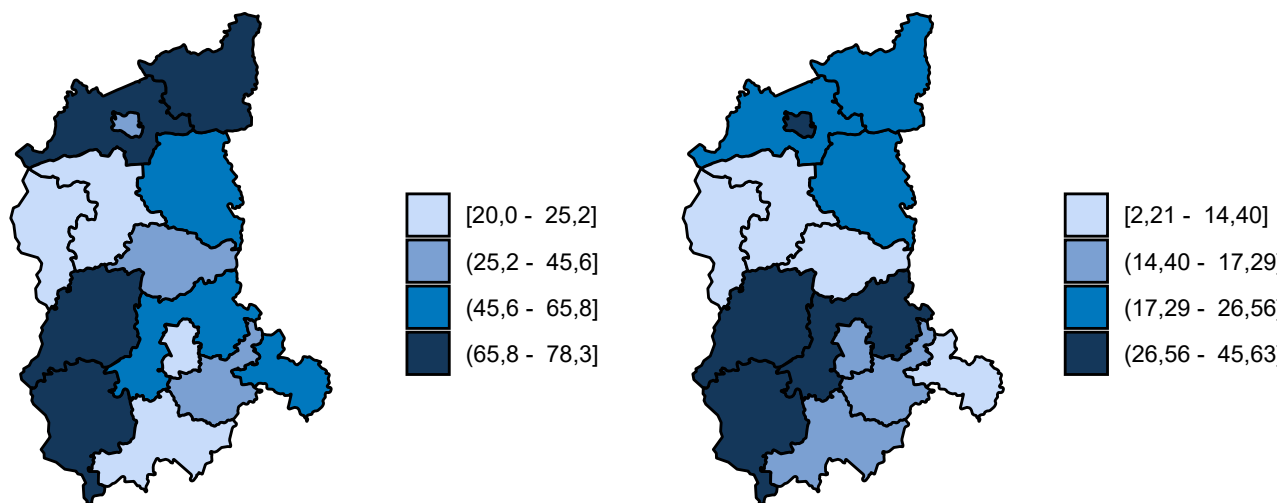 [20,0 - 25,2]
(25,2 - 45,6]
(45,6 - 65,8]
(65,8 - 78,3]
[2,21 - 14,40]
(14,40 - 17,29]
(17,29 - 26,56]
(26,56 - 45,63]